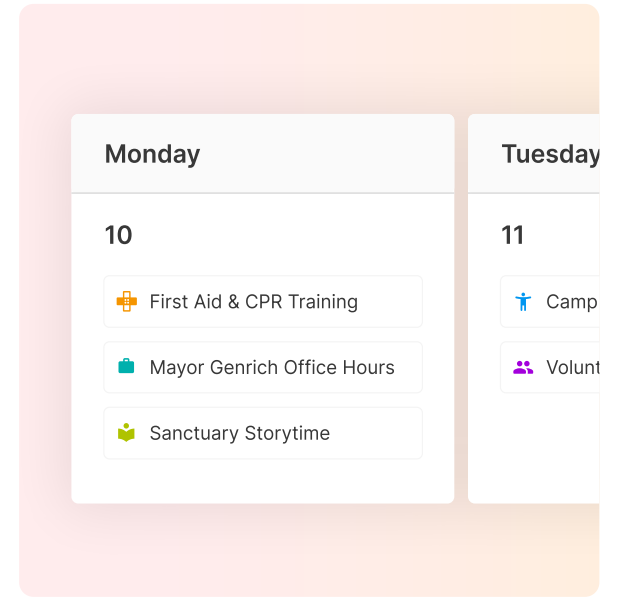 Monday
10
First Aid & CPR Training
Mayor Genrich Office Hours
Sanctuary Storytime
Tuesday
11
Camp
Volunt